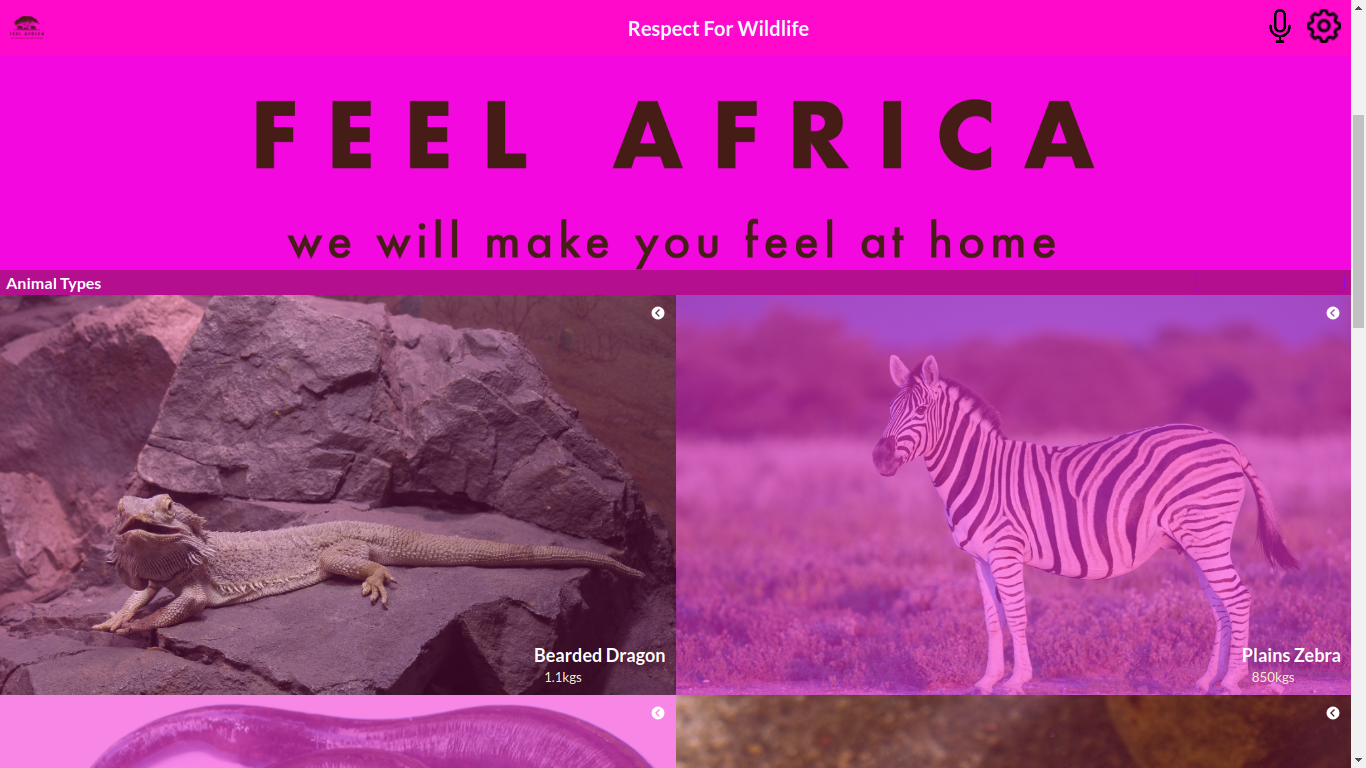 FEEL AFRICA
Respect For Wildlife
FEEL AFRICA
we will make you feel at home
Animal Types
Bearded Dragon
1.1kgs
Plains Zebra
850kgs